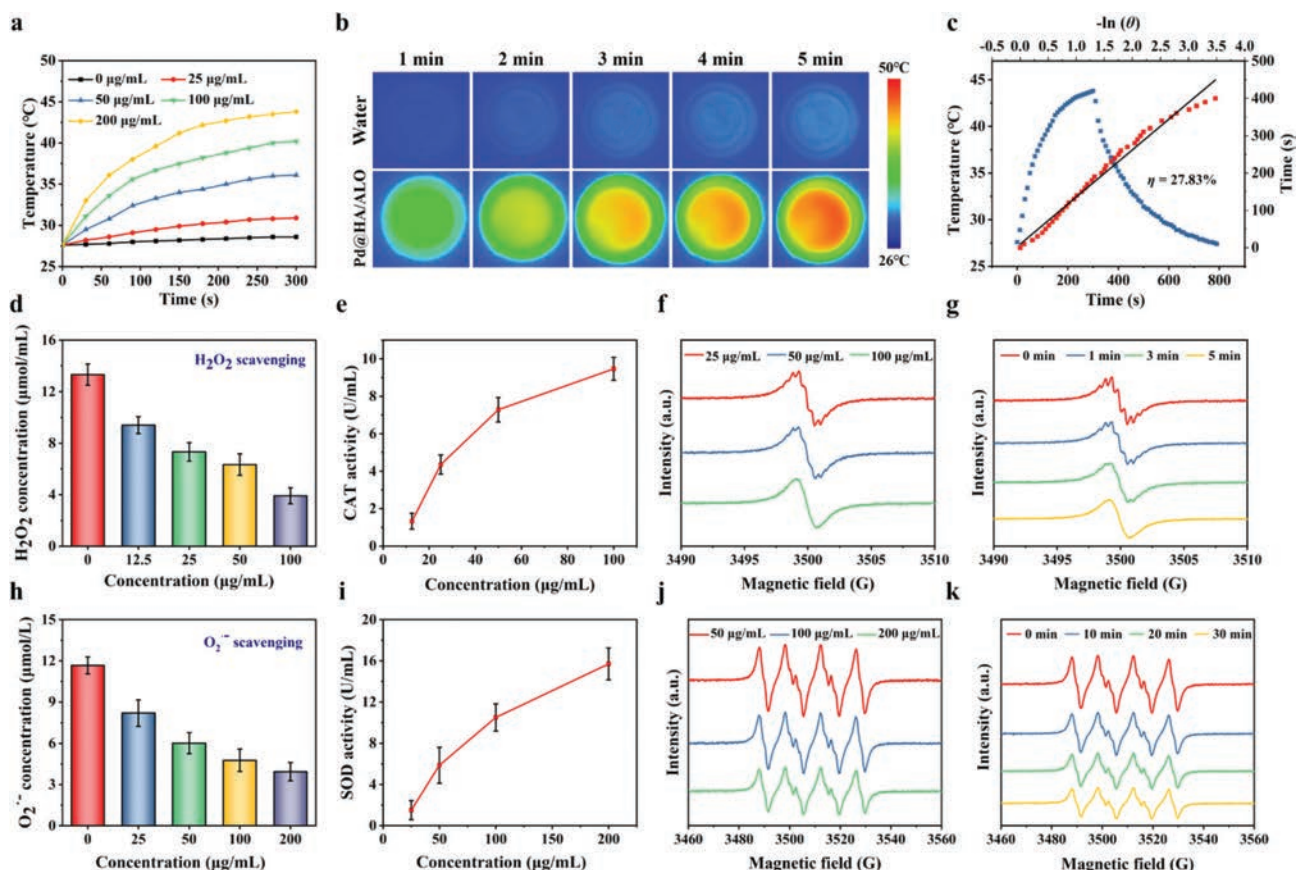 a
Temperature (°C)
50
45
40
35
30
25
0 μg/mL 25 μg/mL
50 μg/mL 100 μg/mL
200 μg/mL
0 50 100 150 200 250 300
Time (s)
b
1 min 2 min 3 min 4 min 5 min
Water
Pd@HA/ALO
50°C
26°C
c
-ln (θ)
-0.5 0.0 0.5 1.0 1.5 2.0 2.5 3.0 3.5 4.0
Temperature (°C)
45
40
35
30
25
500
400
300
200
100
0
Time (s)
η = 27.83%
0 200 400 600 800
Time (s)
d
H2O2 concentration (μmol/mL)
16
12
8
4
0
H2O2 scavenging
0 12.5 25 50 100
Concentration (μg/mL)
e
CAT activity (U/mL)
10
8
6
4
2
0
20 40 60 80 100
Concentration (μg/mL)
f
Intensity (a.u.)
25 μg/mL 50 μg/mL 100 μg/mL
3490 3495 3500 3505 3510
Magnetic field (G)
g
Intensity (a.u.)
0 min 1 min 3 min 5 min
3490 3495 3500 3505 3510
Magnetic field (G)
h
O2·− concentration (μmol/L)
15
12
9
6
3
0
O2·− scavenging
0 25 50 100 200
Concentration (μg/mL)
i
SOD activity (U/mL)
20
16
12
8
4
0
50 100 150 200
Concentration (μg/mL)
j
Intensity (a.u.)
50 μg/mL 100 μg/mL 200 μg/mL
3460 3480 3500 3520 3540 3560
Magnetic field (G)
k
Intensity (a.u.)
0 min 10 min 20 min 30 min
3460 3480 3500 3520 3540 3560
Magnetic field (G)